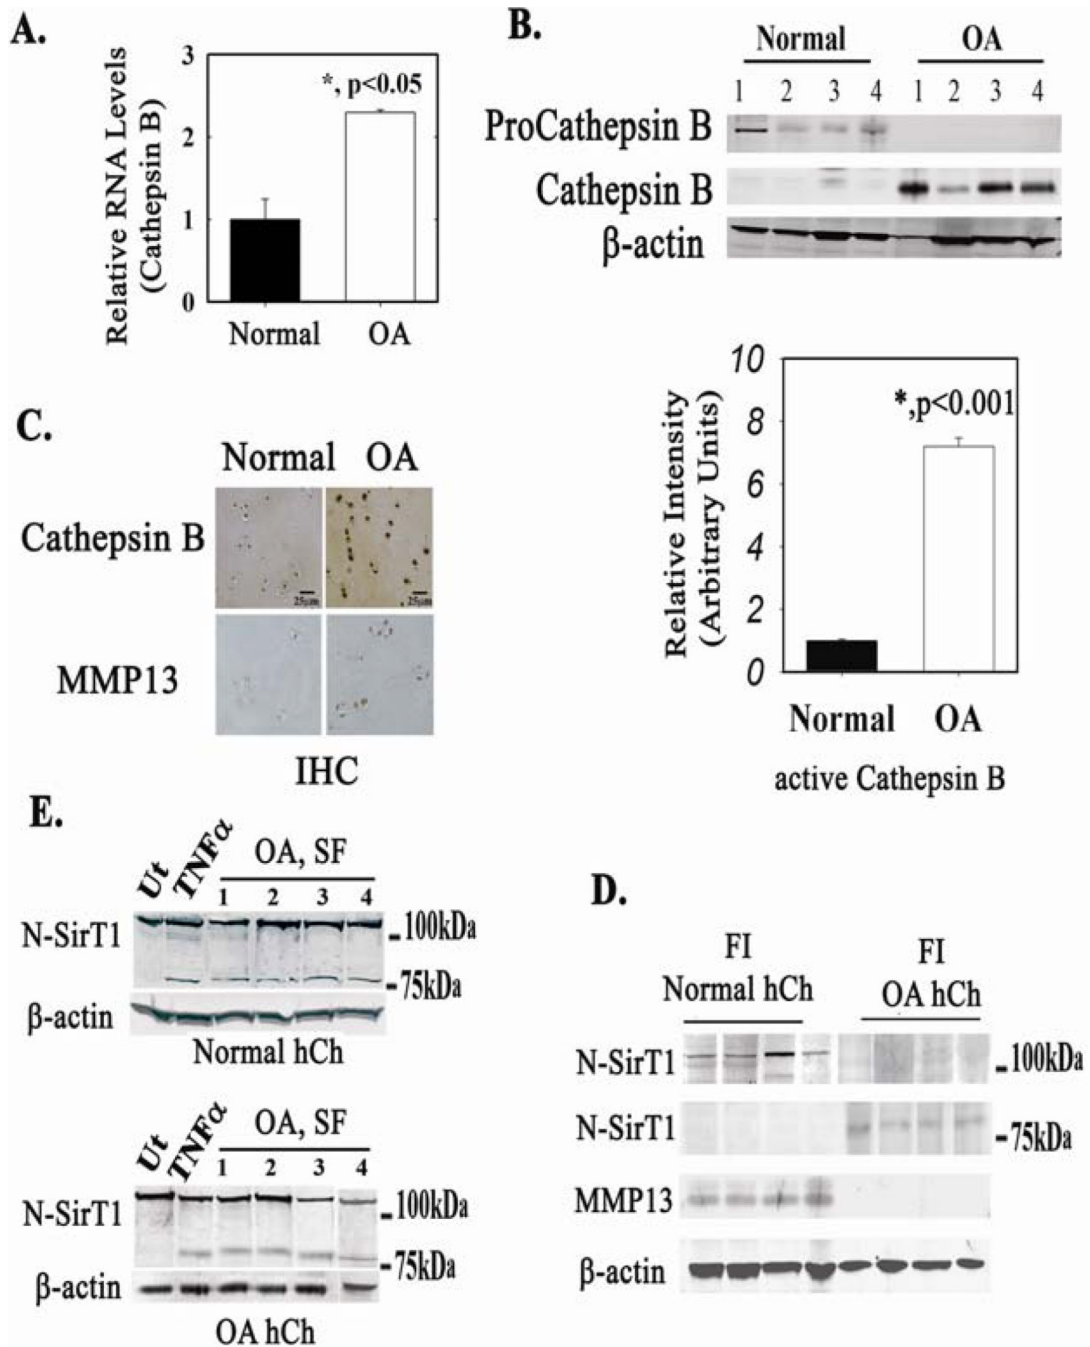 A.
Relative RNA Levels
(Cathepsin B)
3
2
1
0
*, p<0.05
Normal OA
B.
Normal OA
1 2 3 4 1 2 3 4
ProCathepsin B
Cathepsin B
β-actin
Relative Intensity
(Arbitrary Units)
10
8
6
4
2
0
*,p<0.001
Normal OA
active Cathepsin B
C.
Normal OA
Cathepsin B
25µm 25µm
MMP13
IHC
E.
Ut TNFα OA, SF
1 2 3 4
N-SirT1
100kDa
75kDa
β-actin
Normal hCh
Ut TNFα OA, SF
1 2 3 4
N-SirT1
100kDa
75kDa
β-actin
OA hCh
D.
FI FI
Normal hCh OA hCh
N-SirT1 100kDa
N-SirT1 75kDa
MMP13
β-actin